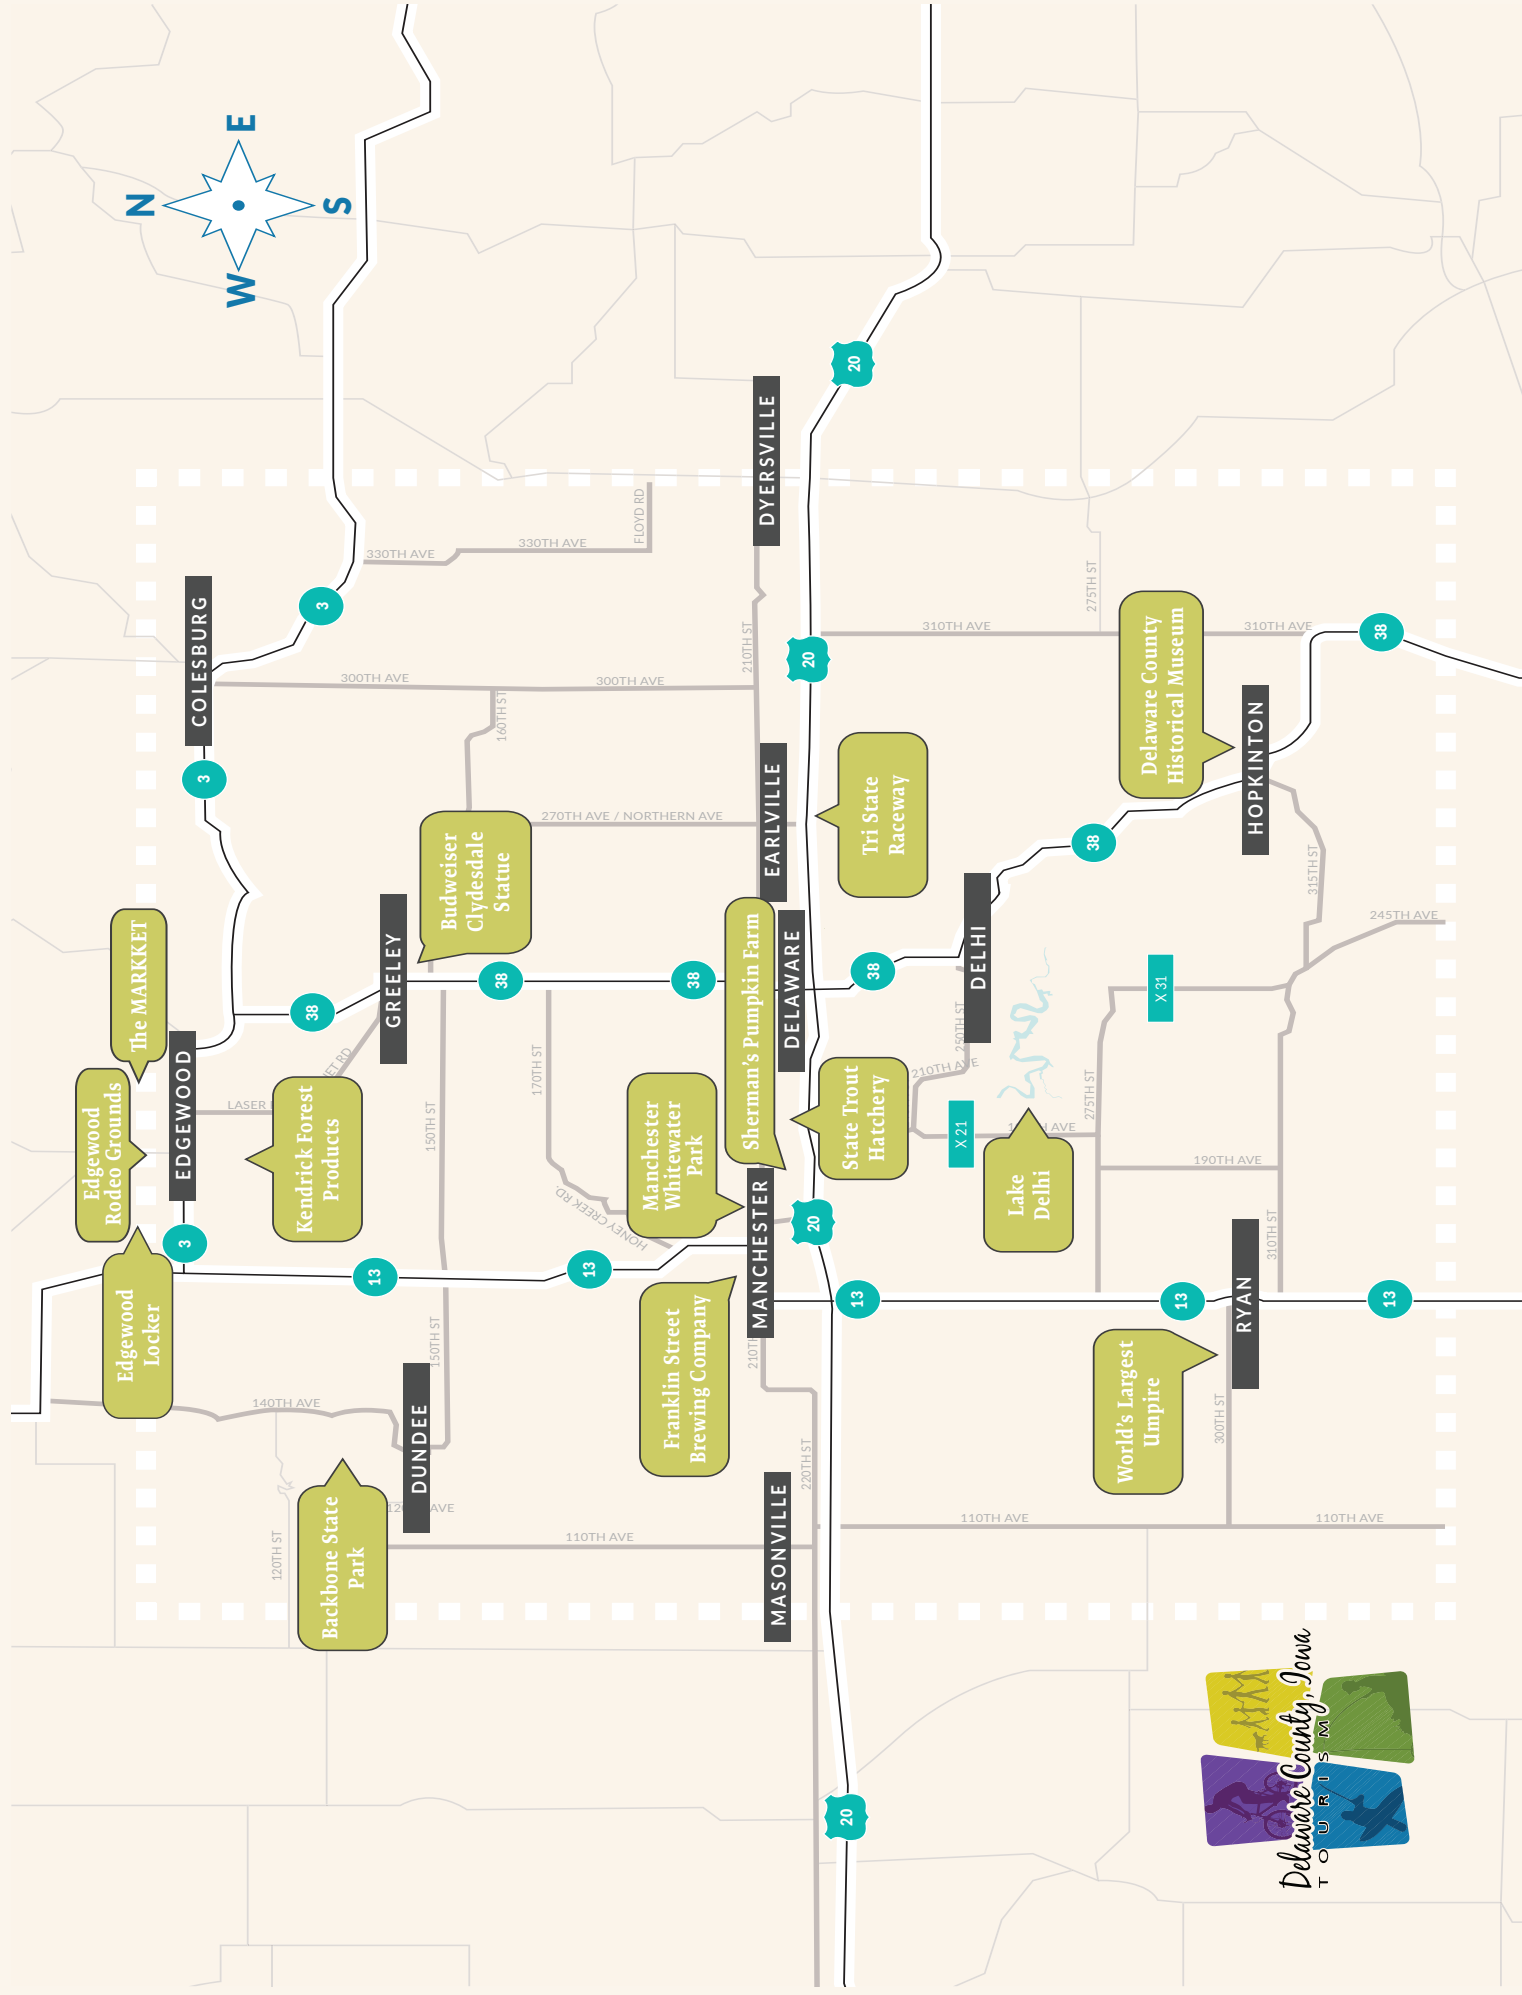 N
E
S
W
COLESBURG
3
3
330TH AVE
330TH AVE
FLOYD RD
300TH AVE
300TH AVE
160TH ST
210TH ST
DYERSVILLE
20
20
310TH AVE
310TH AVE
275TH ST
Delaware County
Historical Museum
38
HOPKINTON
38
The MARKKET
Edgewood
Rodeo Grounds
EDGEWOOD
38
3
Edgewood
Locker
LASER
Kendrick Forest
Products
GREELEY
Budweiser
Clydesdale
Statue
38
38
270TH AVE / NORTHERN AVE
EARLVILLE
Tri State
Raceway
Sherman's Pumpkin Farm
DELAWARE
38
DELHI
250TH ST
210TH AVE
State Trout
Hatchery
X 21
AVE
Lake
Delhi
X 31
275TH ST
315TH ST
245TH AVE
190TH AVE
310TH ST
150TH ST
150TH ST
170TH ST
HONEY CREEK RD.
Manchester
Whitewater
Park
13
13
MANCHESTER
20
13
13
13
RYAN
World's Largest
Umpire
300TH ST
Franklin Street
Brewing Company
210TH
220TH ST
140TH AVE
DUNDEE
AVE
Backbone State
Park
120TH ST
110TH AVE
MASONVILLE
110TH AVE
110TH AVE
20
Delaware County, Iowa
TOURISM